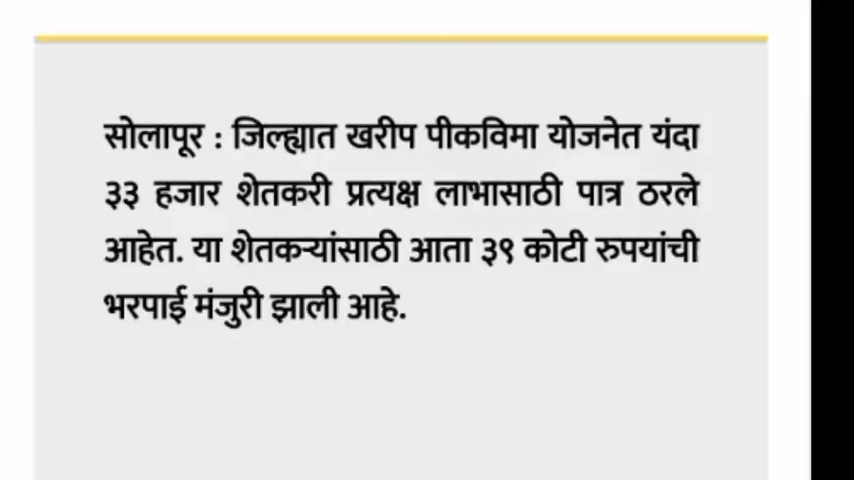 सोलापूर : जिल्ह्यात खरीप पीकविमा योजनेत यंदा
३३ हजार शेतकरी प्रत्यक्ष लाभासाठी पात्र ठरले
आहेत. या शेतकऱ्यांसाठी आता ३९ कोटी रुपयांची
भरपाई मंजुरी झाली आहे.